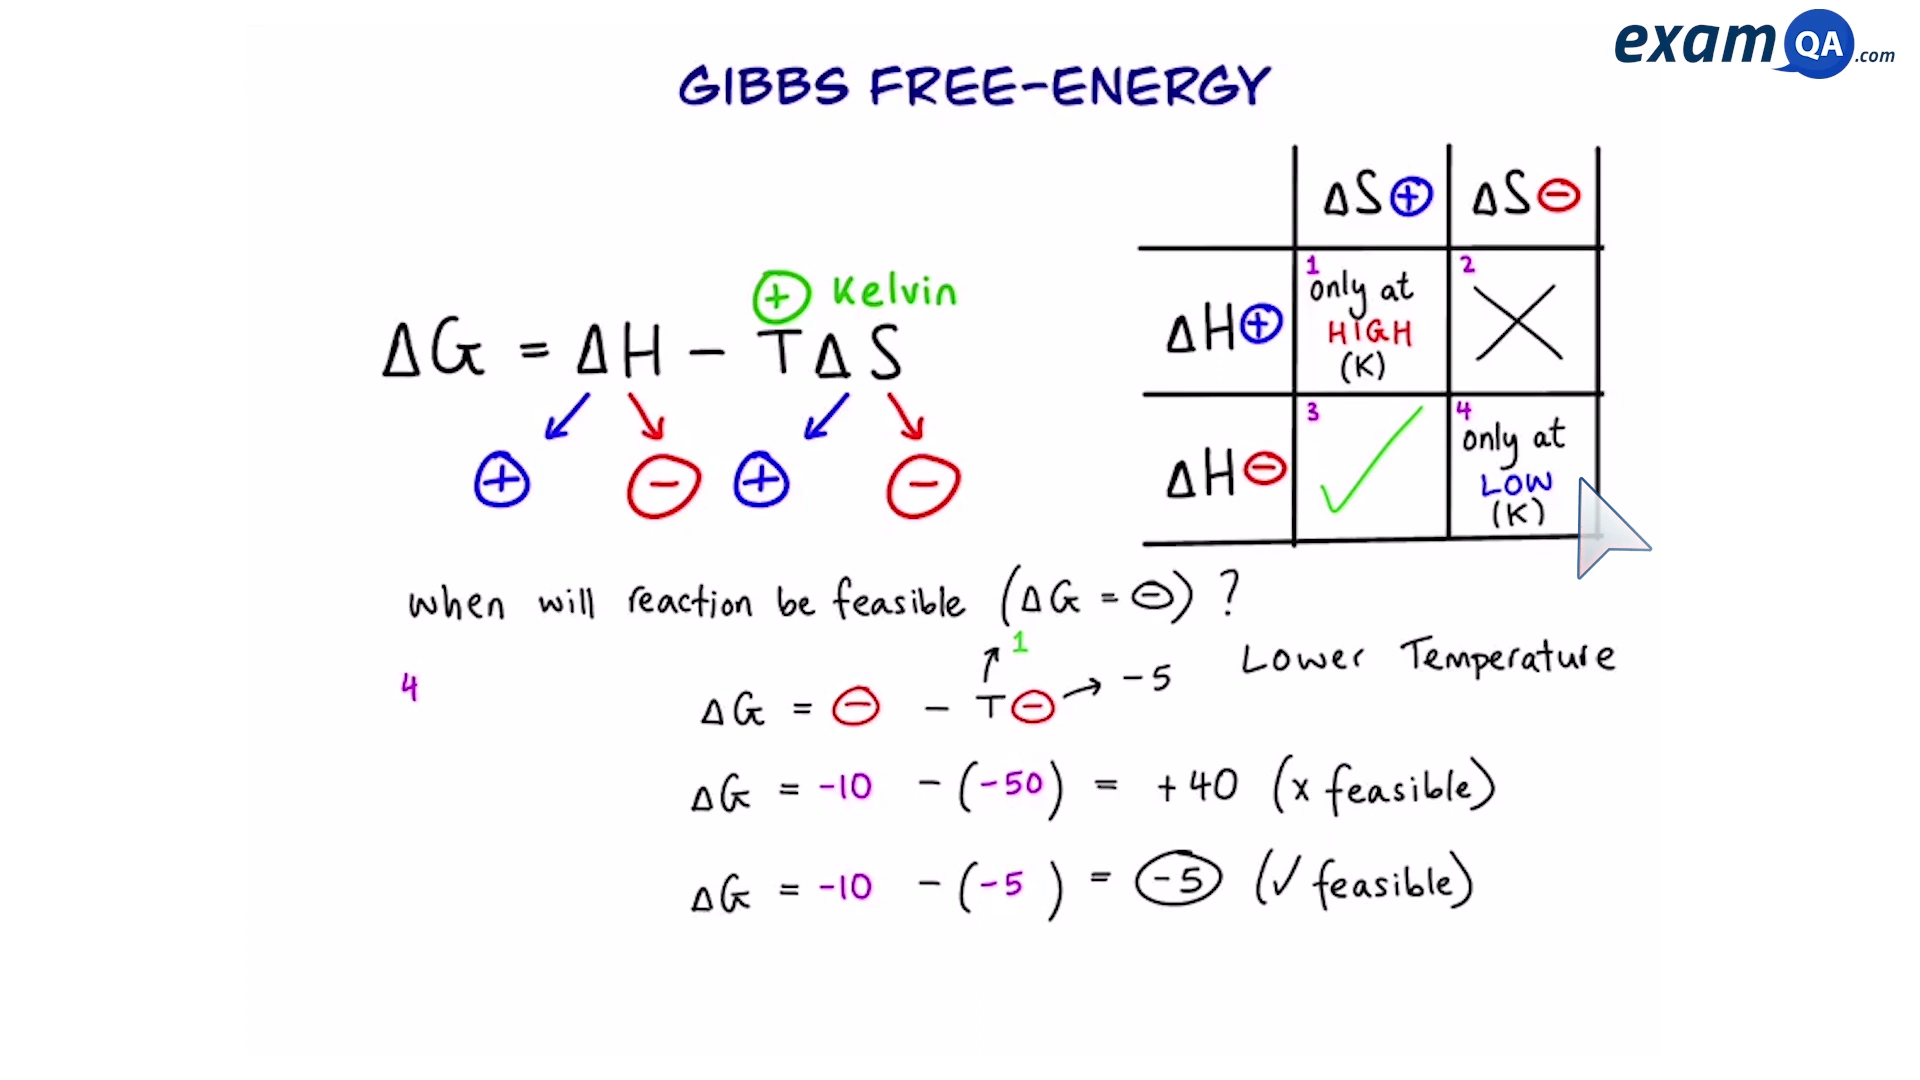 exam QA .com
GIBBS FREE-ENERGY
ΔS ⊕ ΔS ⊖
⊕ Kelvin
ΔG = ΔH - TΔS
⊕ ⊖ ⊕ ⊖
ΔH ⊕
1
only at
HIGH
(K)
2
ΔH ⊖
3
✓
4
only at
LOW
(K)
when will reaction be feasible (ΔG = ⊖) ?
4
1
Lower Temperature
ΔG = ⊖ - T⊖ → -5
ΔG = -10 - (-50) = +40 (x feasible)
ΔG = -10 - (-5 ) = -5 (✓ feasible)